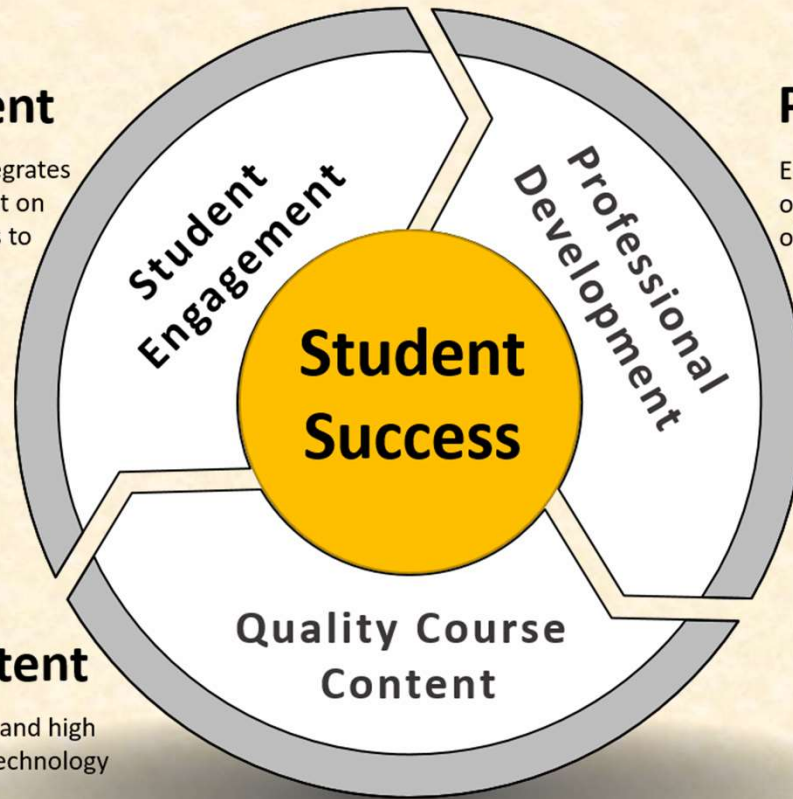 ent
egrates
t on
s to
Student
Engagement
Professional
Development
P
E
o
o
Student
Success
Quality Course
Content
tent
and high
echnology